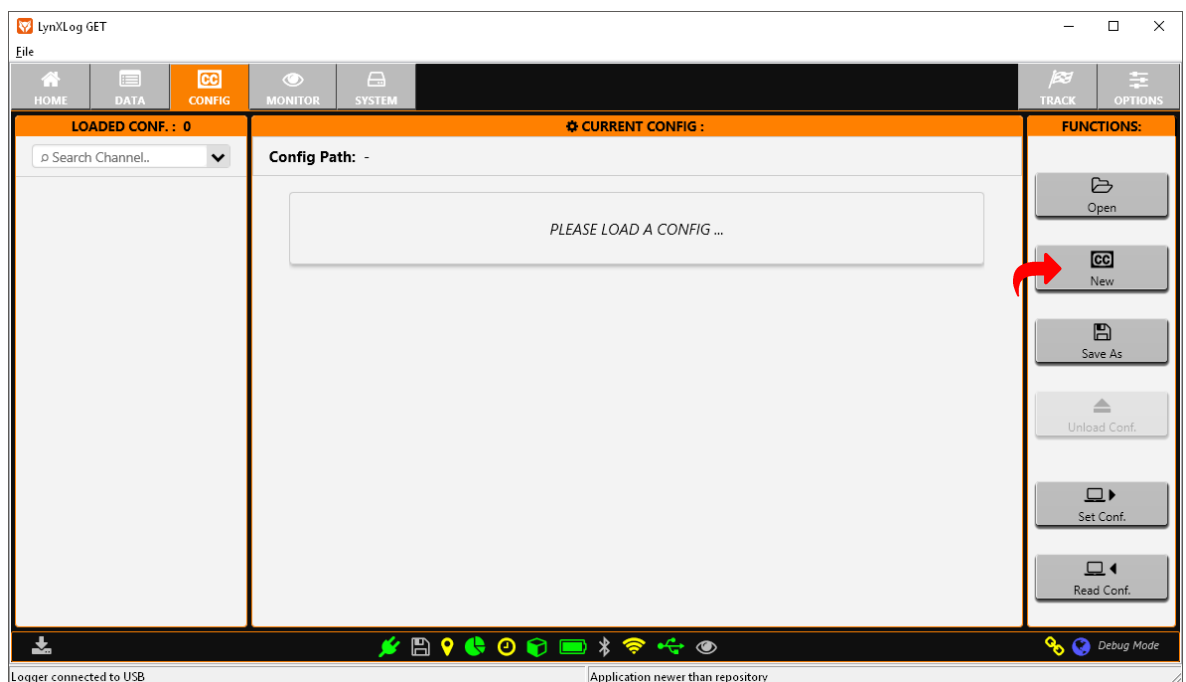 LynXLog GET
File
HOME
DATA
CC
CONFIG
MONITOR
SYSTEM
TRACK
OPTIONS
LOADED CONF. : 0
CURRENT CONFIG :
FUNCTIONS:
Search Channel..
Config Path: -
PLEASE LOAD A CONFIG ...
Open
CC
New
Save As
Unload Conf.
Set Conf.
Read Conf.
Debug Mode
Logger connected to USB
Application newer than repository